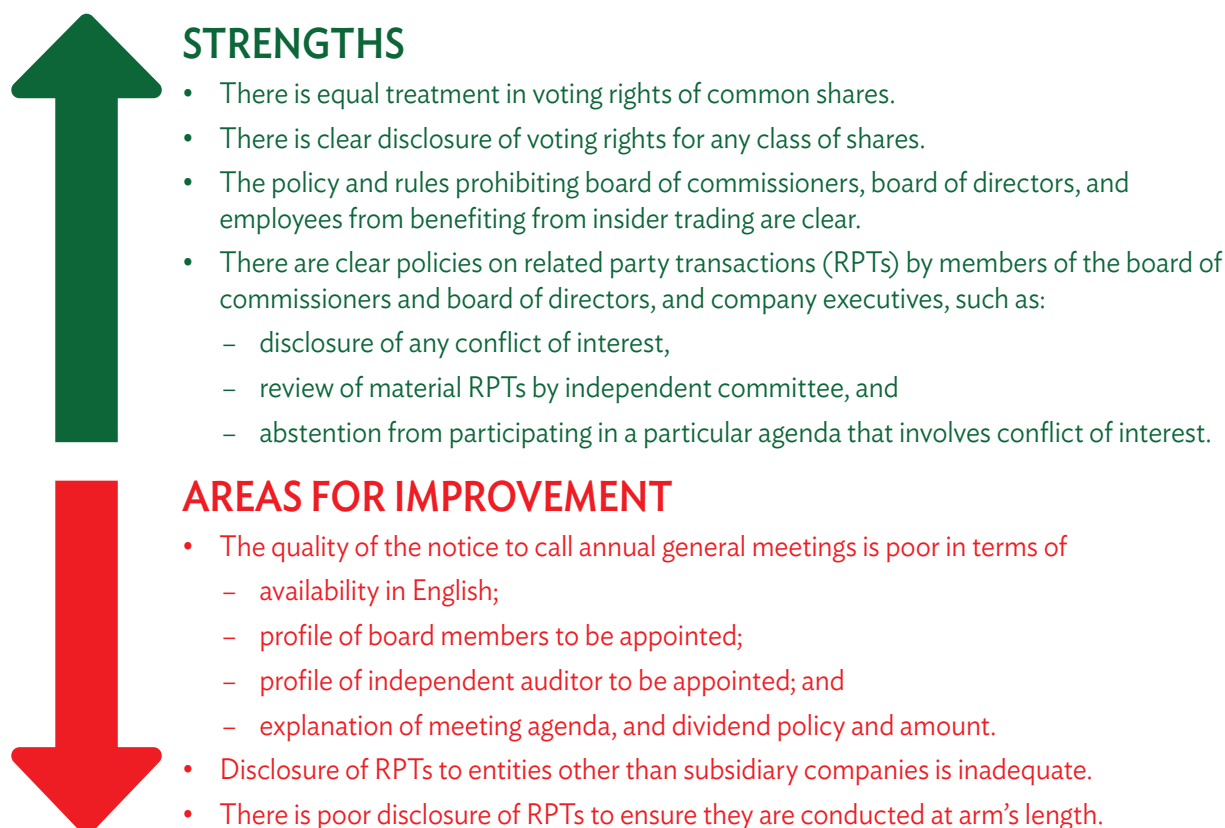 STRENGTHS
• There is equal treatment in voting rights of common shares.
• There is clear disclosure of voting rights for any class of shares.
• The policy and rules prohibiting board of commissioners, board of directors, and
employees from benefiting from insider trading are clear.
• There are clear policies on related party transactions (RPTs) by members of the board of
commissioners and board of directors, and company executives, such as:
– disclosure of any conflict of interest,
– review of material RPTs by independent committee, and
– abstention from participating in a particular agenda that involves conflict of interest.
AREAS FOR IMPROVEMENT
• The quality of the notice to call annual general meetings is poor in terms of
– availability in English;
– profile of board members to be appointed;
– profile of independent auditor to be appointed; and
– explanation of meeting agenda, and dividend policy and amount.
• Disclosure of RPTs to entities other than subsidiary companies is inadequate.
• There is poor disclosure of RPTs to ensure they are conducted at arm's length.